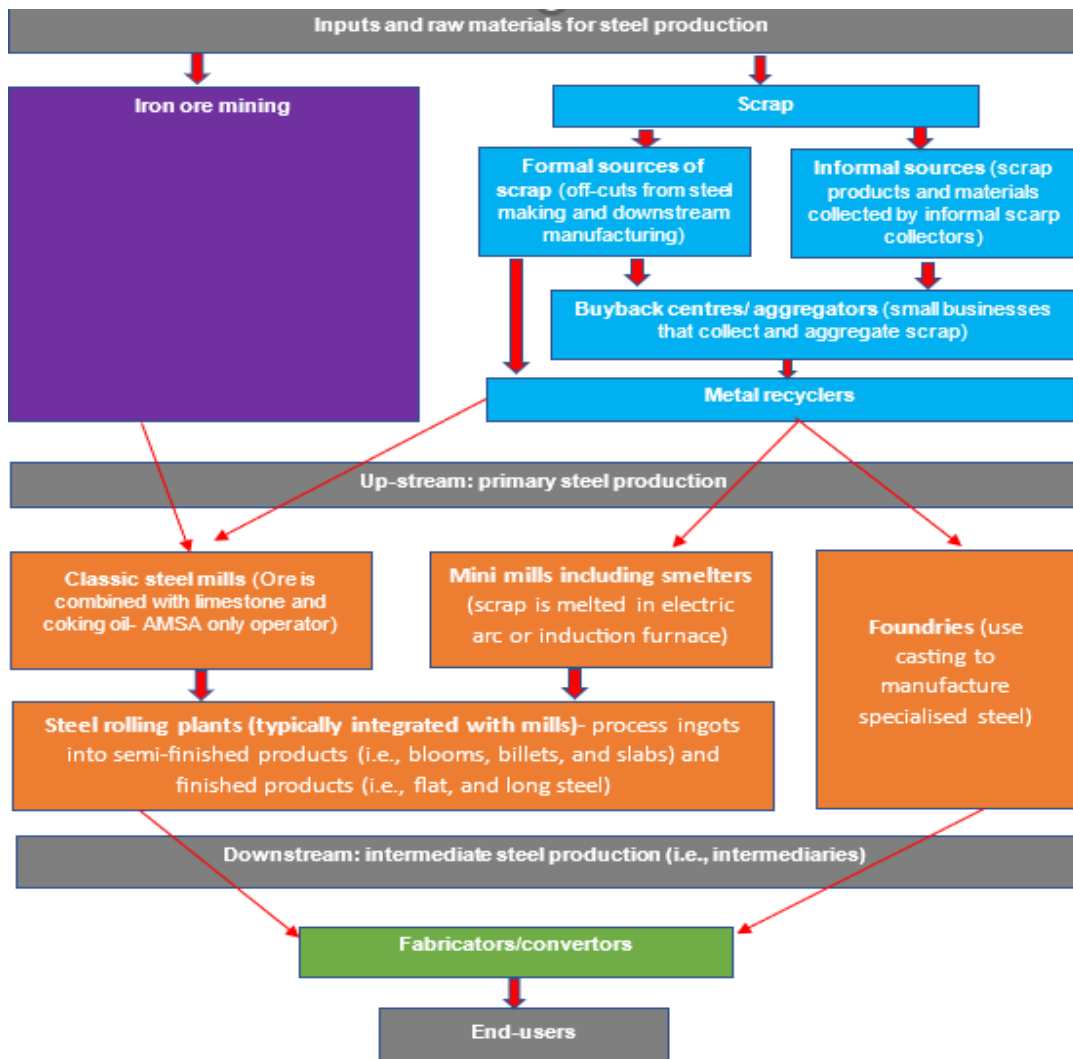 Inputs and raw materials for steel production
Iron ore mining
Scrap
Formal sources of
scrap (off-cuts from steel
making and downstream
manufacturing)
Informal sources (scrap
products and materials
collected by informal scarp
collectors)
Buyback centres/ aggregators (small businesses
that collect and aggregate scrap)
Metal recyclers
Up-stream: primary steel production
Classic steel mills (Ore is
combined with limestone and
coking oil- AMSA only operator)
Mini mills including smelters
(scrap is melted in electric
arc or induction furnace)
Foundries (use
casting to
manufacture
specialised steel)
Steel rolling plants (typically integrated with mills)- process ingots
into semi-finished products (i.e., blooms, billets, and slabs) and
finished products (i.e., flat, and long steel)
Downstream: intermediate steel production (i.e., intermediaries)
Fabricators/convertors
End-users